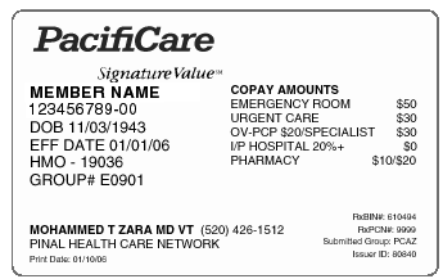 PacifiCare
SignatureValue℠
MEMBER NAME
123456789-00
DOB 11/03/1943
EFF DATE 01/01/06
HMO - 19036
GROUP# E0901
COPAY AMOUNTS
EMERGENCY ROOM $50
URGENT CARE $30
OV-PCP $20/SPECIALIST $30
I/P HOSPITAL 20%+ $0
PHARMACY $10/$20
MOHAMMED T ZARA MD VT (520) 426-1512
PINAL HEALTH CARE NETWORK
Print Date: 01/10/06
RxBIN#: 610494
RxPCN#: 9999
Submitted Group: PCAZ
Issuer ID: 80840